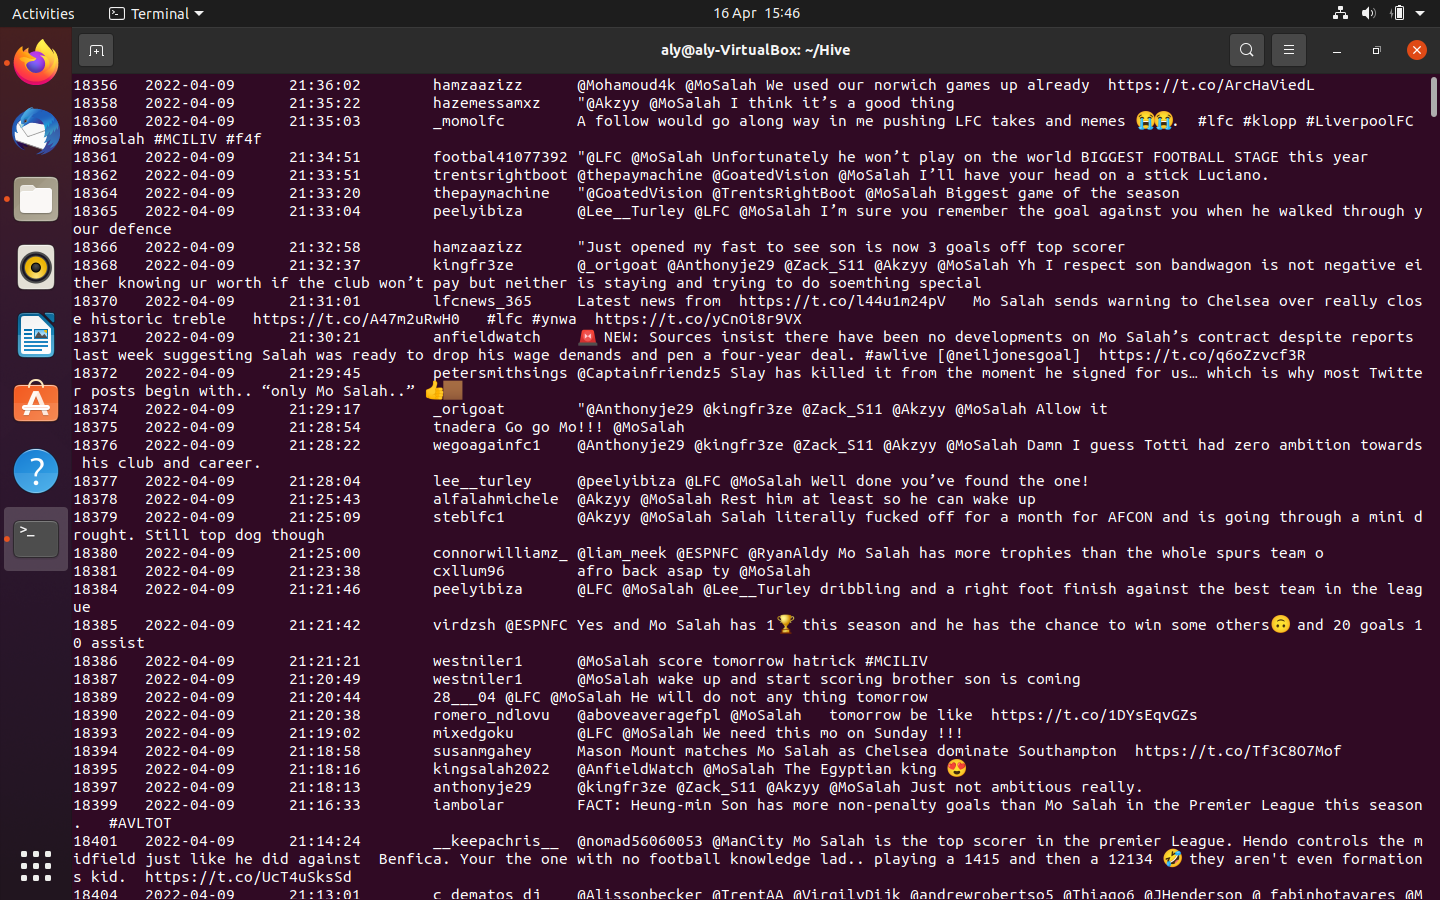 Activities Terminal 16 Apr 15:46
aly@aly-VirtualBox: ~/Hive
18356 2022-04-09 21:36:02 hamzaazizz @Mohamoud4k @MoSalah We used our norwich games up already https://t.co/ArcHaViedL
18358 2022-04-09 21:35:22 hazemessamxz "@Akzyy @MoSalah I think it’s a good thing
18360 2022-04-09 21:35:03 _momolfc A follow would go along way in me pushing LFC takes and memes 😭😭. #lfc #klopp #LiverpoolFC
#mosalah #MCILIV #f4f
18361 2022-04-09 21:34:51 footbal41077392 "@LFC @MoSalah Unfortunately he won’t play on the world BIGGEST FOOTBALL STAGE this year
18362 2022-04-09 21:33:51 trentsrightboot @thepaymachine @GoatedVision @MoSalah I’ll have your head on a stick Luciano.
18364 2022-04-09 21:33:20 thepaymachine "@GoatedVision @TrentsRightBoot @MoSalah Biggest game of the season
18365 2022-04-09 21:33:04 peelyibiza @Lee__Turley @LFC @MoSalah I’m sure you remember the goal against you when he walked through y
our defence
18366 2022-04-09 21:32:58 hamzaazizz "Just opened my fast to see son is now 3 goals off top scorer
18368 2022-04-09 21:32:37 kingfr3ze @_origoat @Anthonyje29 @Zack_S11 @Akzyy @MoSalah Yh I respect son bandwagon is not negative ei
ther knowing ur worth if the club won’t pay but neither is staying and trying to do soemthing special
18370 2022-04-09 21:31:01 lfcnews_365 Latest news from https://t.co/l44u1m24pV Mo Salah sends warning to Chelsea over really clos
e historic treble https://t.co/A47m2uRwH0 #lfc #ynwa https://t.co/yCnOi8r9VX
18371 2022-04-09 21:30:21 anfieldwatch 🚨 NEW: Sources insist there have been no developments on Mo Salah’s contract despite reports
last week suggesting Salah was ready to drop his wage demands and pen a four-year deal. #awlive [@neiljonesgoal] https://t.co/q6oZzvcf3R
18372 2022-04-09 21:29:45 petersmithsings @Captainfriendz5 Slay has killed it from the moment he signed for us… which is why most Twitte
r posts begin with.. “only Mo Salah..” 👍🏾
18374 2022-04-09 21:29:17 _origoat "@Anthonyje29 @kingfr3ze @Zack_S11 @Akzyy @MoSalah Allow it
18375 2022-04-09 21:28:54 tnadera Go go Mo!!! @MoSalah
18376 2022-04-09 21:28:22 wegoagainfc1 @Anthonyje29 @kingfr3ze @Zack_S11 @Akzyy @MoSalah Damn I guess Totti had zero ambition towards
his club and career.
18377 2022-04-09 21:28:04 lee__turley @peelyibiza @LFC @MoSalah Well done you’ve found the one!
18378 2022-04-09 21:25:43 alfalahmichele @Akzyy @MoSalah Rest him at least so he can wake up
18379 2022-04-09 21:25:09 steblfc1 @Akzyy @MoSalah Salah literally fucked off for a month for AFCON and is going through a mini d
rought. Still top dog though
18380 2022-04-09 21:25:00 connorwilliamz_ @liam_meek @ESPNFC @RyanAldy Mo Salah has more trophies than the whole spurs team o
18381 2022-04-09 21:23:38 cxllum96 afro back asap ty @MoSalah
18384 2022-04-09 21:21:46 peelyibiza @LFC @MoSalah @Lee__Turley dribbling and a right foot finish against the best team in the leag
ue
18385 2022-04-09 21:21:42 virdzsh @ESPNFC Yes and Mo Salah has 1🏆 this season and he has the chance to win some others🙃 and 20 goals 1
0 assist
18386 2022-04-09 21:21:21 westniler1 @MoSalah score tomorrow hatrick #MCILIV
18387 2022-04-09 21:20:49 westniler1 @MoSalah wake up and start scoring brother son is coming
18389 2022-04-09 21:20:44 28___04 @LFC @MoSalah He will do not any thing tomorrow
18390 2022-04-09 21:20:38 romero_ndlovu @aboveaveragefpl @MoSalah tomorrow be like https://t.co/1DYsEqvGZs
18393 2022-04-09 21:19:02 mixedgoku @LFC @MoSalah We need this mo on Sunday !!!
18394 2022-04-09 21:18:58 susanmgahey Mason Mount matches Mo Salah as Chelsea dominate Southampton https://t.co/Tf3C8O7Mof
18395 2022-04-09 21:18:16 kingsalah2022 @AnfieldWatch @MoSalah The Egyptian king 😍
18397 2022-04-09 21:18:13 anthonyje29 @kingfr3ze @Zack_S11 @Akzyy @MoSalah Just not ambitious really.
18399 2022-04-09 21:16:33 iambolar FACT: Heung-min Son has more non-penalty goals than Mo Salah in the Premier League this season
. #AVLTOT
18401 2022-04-09 21:14:24 __keepachris__ @nomad56060053 @ManCity Mo Salah is the top scorer in the premier League. Hendo controls the m
idfield just like he did against Benfica. Your the one with no football knowledge lad.. playing a 1415 and then a 12134 🤣 they aren't even formation
s kid. https://t.co/UcT4uSksSd
18404 2022-04-09 21:13:01 c_dematos_dj @Alissonbecker @TrentAA @VirgilvDijk @andrewrobertso5 @Thiago6 @JHenderson @_fabinhotavares @M